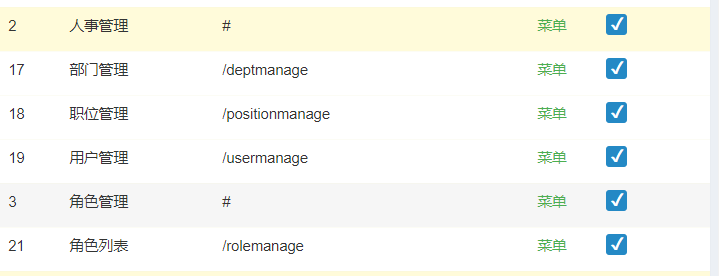 2 人事管理 # 菜单
17 部门管理 /deptmanage 菜单
18 职位管理 /positionmanage 菜单
19 用户管理 /usermanage 菜单
3 角色管理 # 菜单
21 角色列表 /rolemanage 菜单